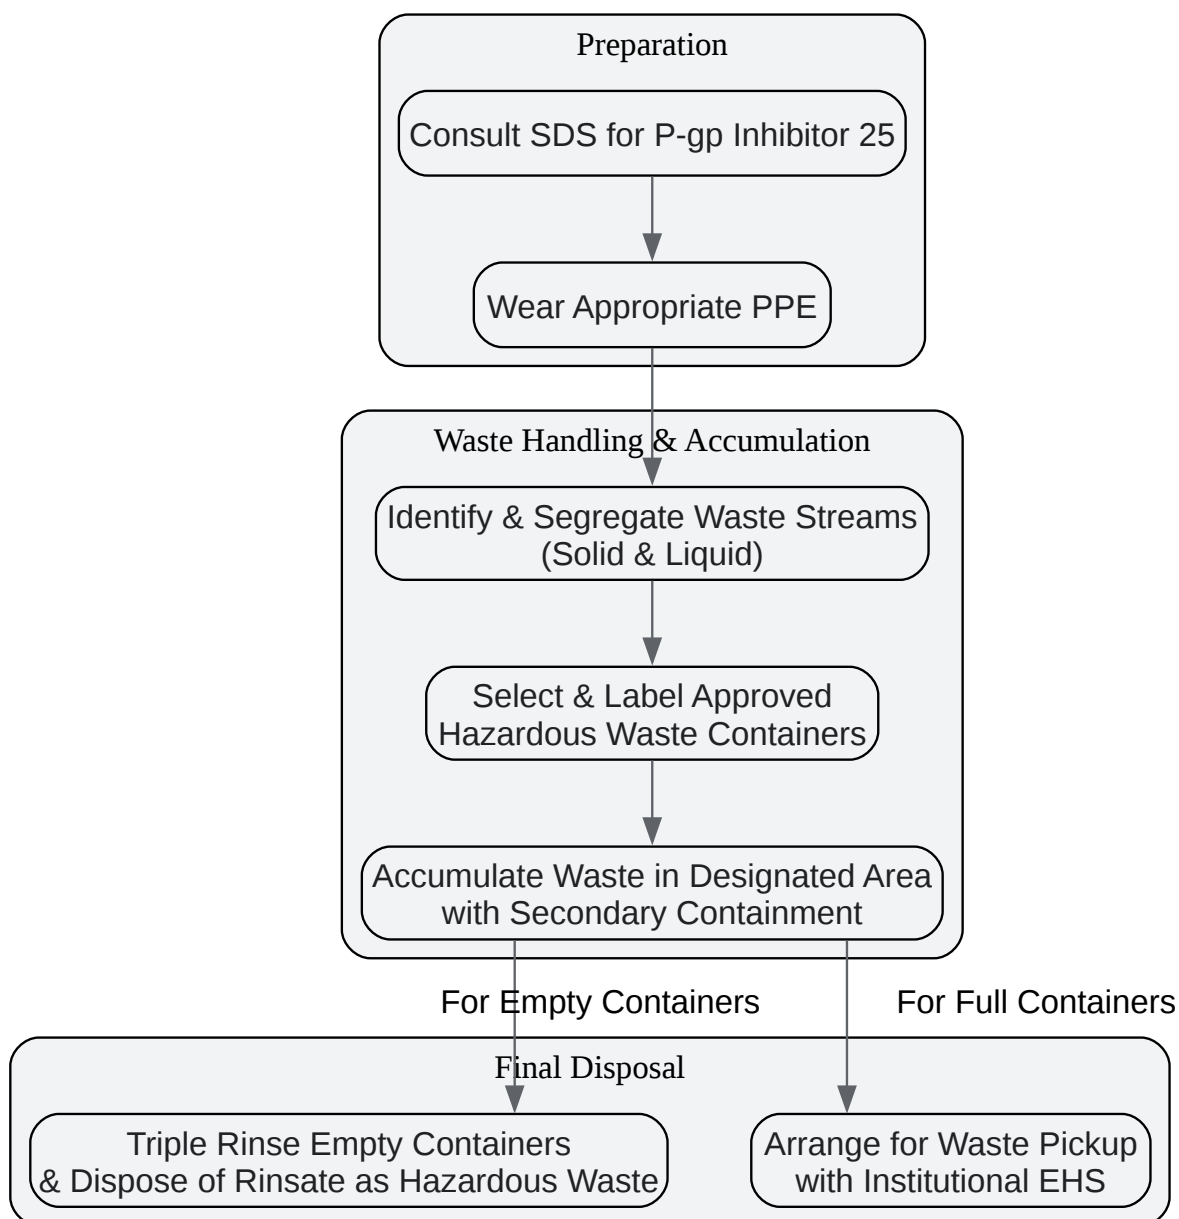 Preparation
Consult SDS for P-gp Inhibitor 25
Wear Appropriate PPE
Waste Handling & Accumulation
Identify & Segregate Waste Streams
(Solid & Liquid)
Select & Label Approved
Hazardous Waste Containers
Accumulate Waste in Designated Area
with Secondary Containment
For Empty Containers
For Full Containers
Final Disposal
Triple Rinse Empty Containers
& Dispose of Rinsate as Hazardous Waste
Arrange for Waste Pickup
with Institutional EHS